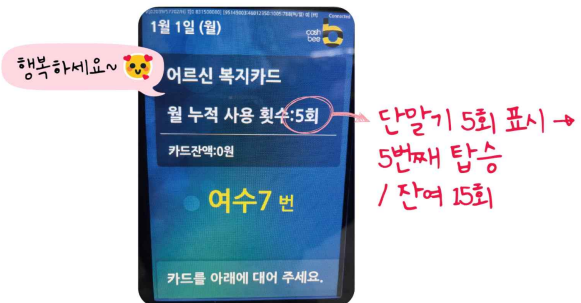 1월 1일 (월)
cash
bee
Connected
행복하세요~
어르신 복지카드
월 누적 사용 횟수:5회
카드잔액:0원
여수7 번
카드를 아래에 대어 주세요.
단말기 5회 표시 →
5번째 탑승
/ 잔여 15회